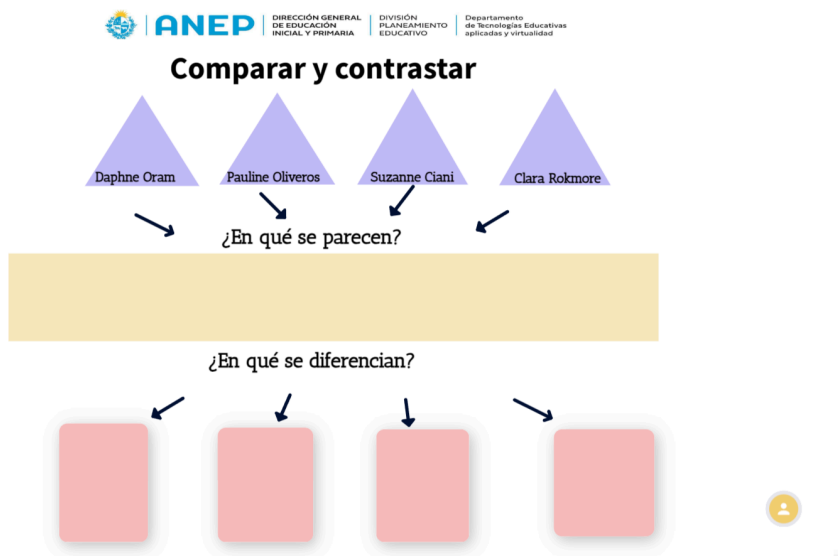 ANEP
DIRECCIÓN GENERAL
DE EDUCACIÓN
INICIAL Y PRIMARIA
DIVISIÓN
PLANEAMIENTO
EDUCATIVO
Departamento
de Tecnologías Educativas
aplicadas y virtualidad
Comparar y contrastar
Daphne Oram
Pauline Oliveros
Suzanne Ciani
Clara Rokmore
¿En qué se parecen?
¿En qué se diferencian?